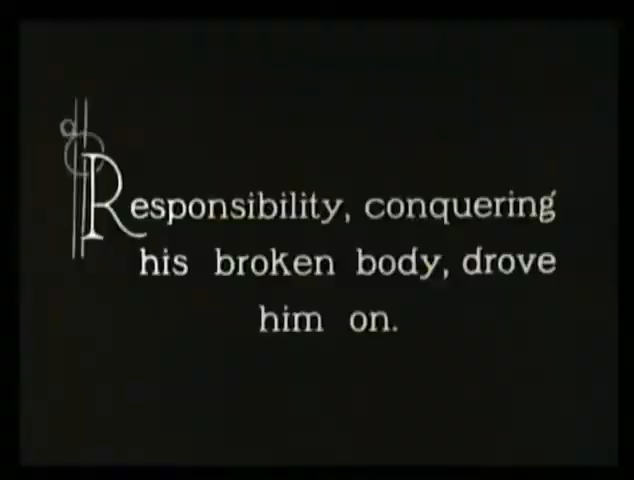 Responsibility, conquering
his broken body, drove
him on.